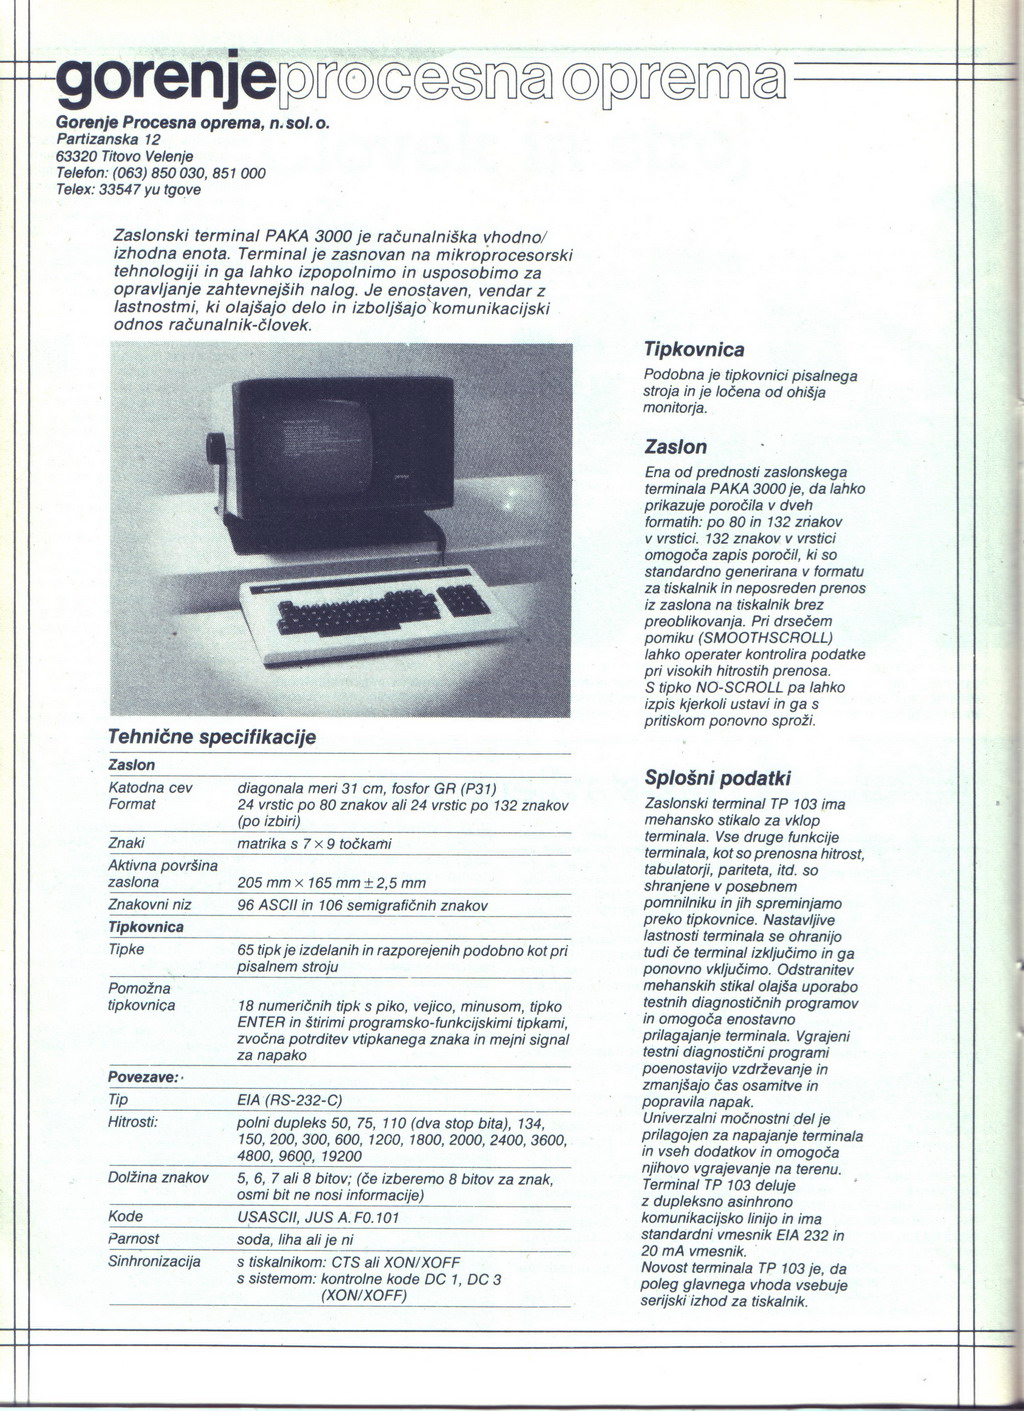 gorenje procesna oprema
Gorenje Procesna oprema, n. sol. o.
Partizanska 12
63320 Titovo Velenje
Telefon: (063) 850 030, 851 000
Telex: 33547 yu tgove
Zaslonski terminal PAKA 3000 je računalniška vhodno/
izhodna enota. Terminal je zasnovan na mikroprocesorski
tehnologiji in ga lahko izpopolnimo in usposobimo za
opravljanje zahtevnejših nalog. Je enostaven, vendar z
lastnostmi, ki olajšajo delo in izboljšajo komunikacijski
odnos računalnik-človek.
Tehnične specifikacije
Zaslon
Katodna cev diagonala meri 31 cm, fosfor GR (P31)
Format 24 vrstic po 80 znakov ali 24 vrstic po 132 znakov
(po izbiri)
Znaki matrika s 7 × 9 točkami
Aktivna površina
zaslona 205 mm × 165 mm ± 2,5 mm
Znakovni niz 96 ASCII in 106 semigrafičnih znakov
Tipkovnica
Tipke 65 tipk je izdelanih in razporejenih podobno kot pri
pisalnem stroju
Pomožna
tipkovnica 18 numeričnih tipk s piko, vejico, minusom, tipko
ENTER in štirimi programsko-funkcijskimi tipkami,
zvočna potrditev vtipkanega znaka in mejni signal
za napako
Povezave:
Tip EIA (RS-232-C)
Hitrosti: polni dupleks 50, 75, 110 (dva stop bita), 134,
150, 200, 300, 600, 1200, 1800, 2000, 2400, 3600,
4800, 9600, 19200
Dolžina znakov 5, 6, 7 ali 8 bitov; (če izberemo 8 bitov za znak,
osmi bit ne nosi informacije)
Kode USASCII, JUS A. F0.101
Parnost soda, liha ali je ni
Sinhronizacija s tiskalnikom: CTS ali XON/XOFF
s sistemom: kontrolne kode DC 1, DC 3
(XON/XOFF)
Tipkovnica
Podobna je tipkovnici pisalnega
stroja in je ločena od ohišja
monitorja.
Zaslon
Ena od prednosti zaslonskega
terminala PAKA 3000 je, da lahko
prikazuje poročila v dveh
formatih: po 80 in 132 znakov
v vrstici. 132 znakov v vrstici
omogoča zapis poročil, ki so
standardno generirana v formatu
za tiskalnik in neposreden prenos
iz zaslona na tiskalnik brez
preoblikovanja. Pri drsečem
pomiku (SMOOTHSCROLL)
lahko operater kontrolira podatke
pri visokih hitrostih prenosa.
S tipko NO-SCROLL pa lahko
izpis kjerkoli ustavi in ga s
pritiskom ponovno sproži.
Splošni podatki
Zaslonski terminal TP 103 ima
mehansko stikalo za vklop
terminala. Vse druge funkcije
terminala, kot so prenosna hitrost,
tabulatorji, pariteta, itd. so
shranjene v posebnem
pomnilniku in jih spreminjamo
preko tipkovnice. Nastavljive
lastnosti terminala se ohranijo
tudi če terminal izključimo in ga
ponovno vključimo. Odstranitev
mehanskih stikal olajša uporabo
testnih diagnostičnih programov
in omogoča enostavno
prilagajanje terminala. Vgrajeni
testni diagnostični programi
poenostavijo vzdrževanje in
zmanjšajo čas osamitve in
popravila napak.
Univerzalni močnostni del je
prilagojen za napajanje terminala
in vseh dodatkov in omogoča
njihovo vgrajevanje na terenu.
Terminal TP 103 deluje
z dupleksno asinhrono
komunikacijsko linijo in ima
standardni vmesnik EIA 232 in
20 mA vmesnik.
Novost terminala TP 103 je, da
poleg glavnega vhoda vsebuje
serijski izhod za tiskalnik.